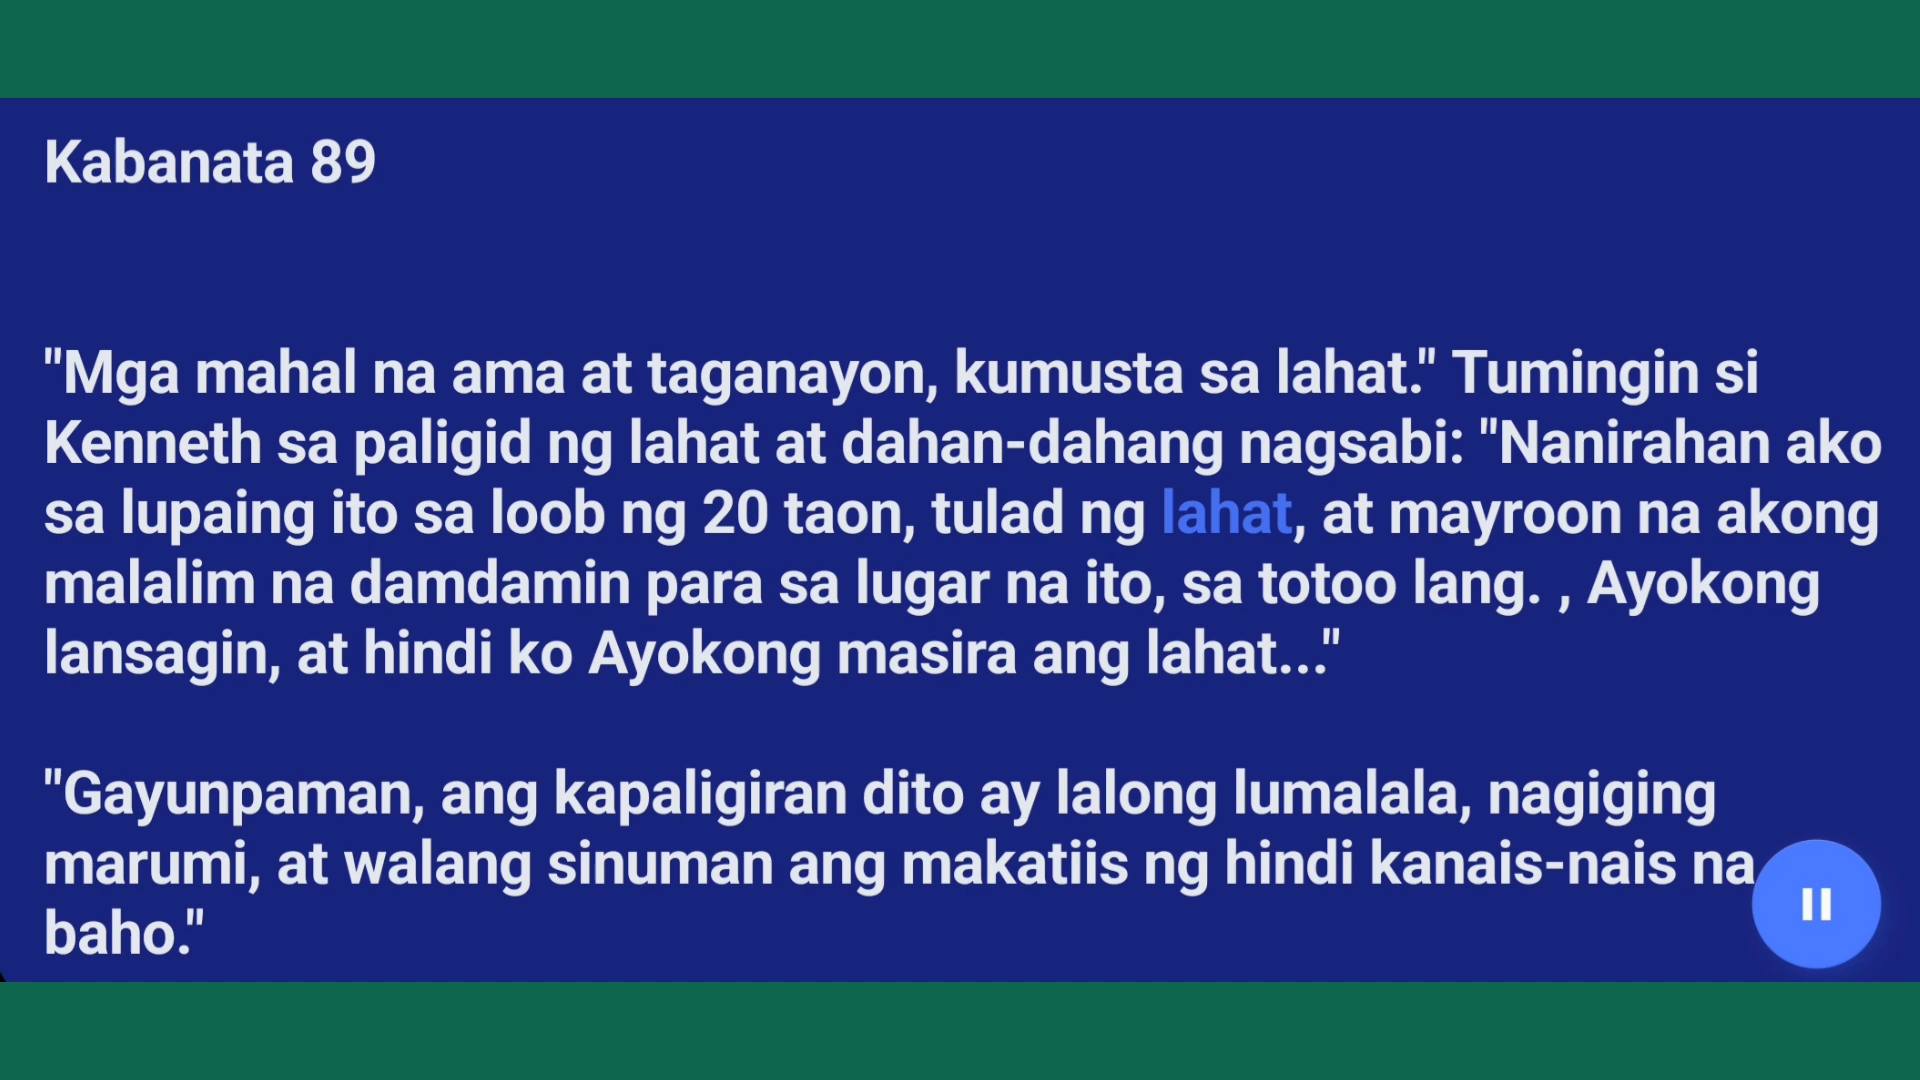 Kabanata 89
"Mga mahal na ama at taganayon, kumusta sa lahat." Tumingin si
Kenneth sa paligid ng lahat at dahan-dahang nagsabi: "Nanirahan ako
sa lupaing ito sa loob ng 20 taon, tulad ng lahat, at mayroon na akong
malalim na damdamin para sa lugar na ito, sa totoo lang. , Ayokong
lansagin, at hindi ko Ayokong masira ang lahat..."
"Gayunpaman, ang kapaligiran dito ay lalong lumalala, nagiging
marumi, at walang sinuman ang makatiis ng hindi kanais-nais na
baho."